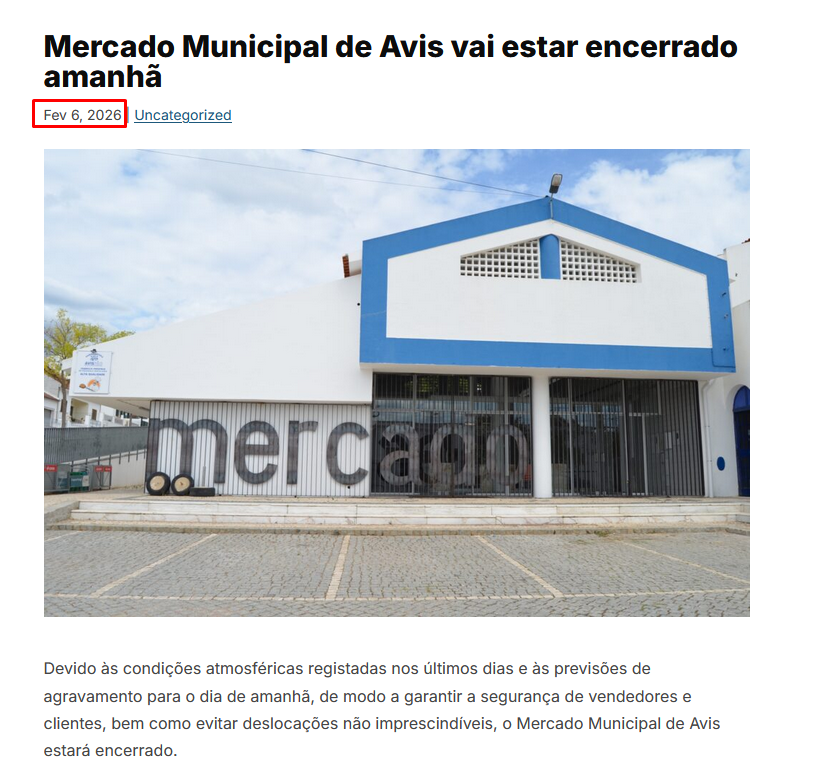 Mercado Municipal de Avis vai estar encerrado
amanhã
Fev 6, 2026 | Uncategorized
mercado
Devido às condições atmosféricas registadas nos últimos dias e às previsões de
agravamento para o dia de amanhã, de modo a garantir a segurança de vendedores e
clientes, bem como evitar deslocações não imprescindíveis, o Mercado Municipal de Avis
estará encerrado.